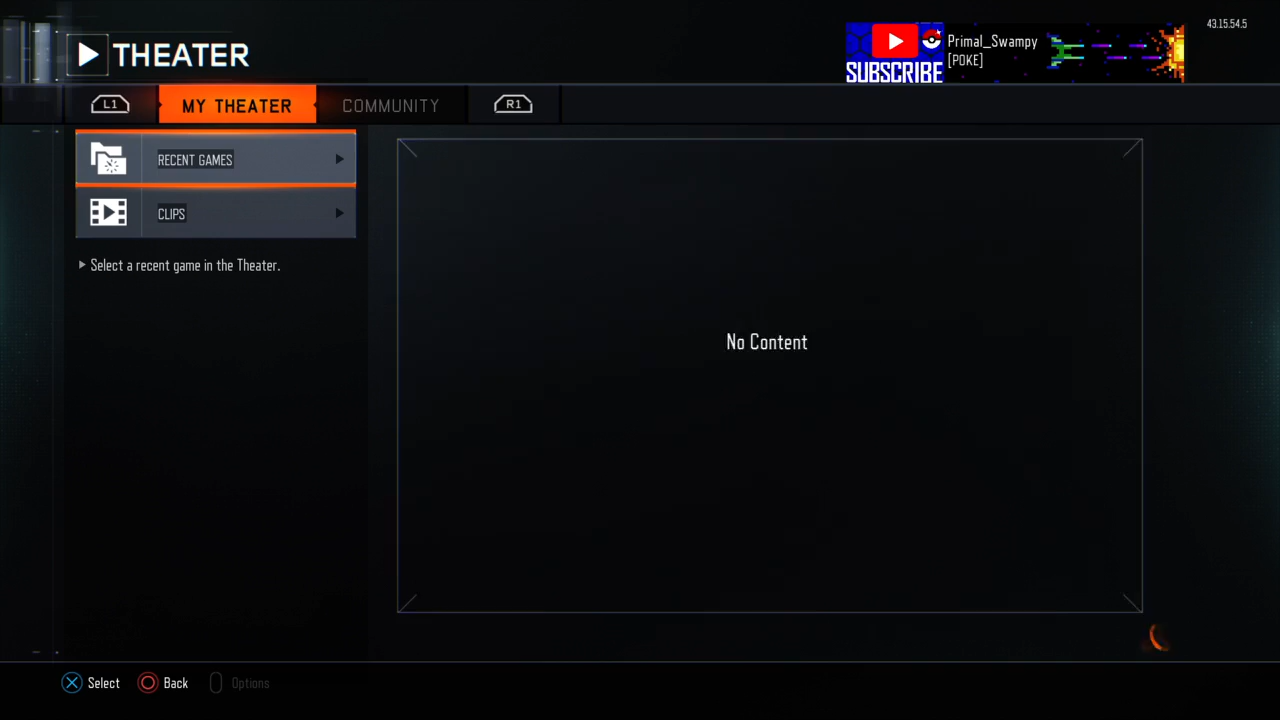 THEATER
SUBSCRIBE
Primal_Swampy
[POKE]
43.15.54.5
L1
MY THEATER
COMMUNITY
R1
RECENT GAMES
CLIPS
Select a recent game in the Theater.
No Content
Select
Back
Options